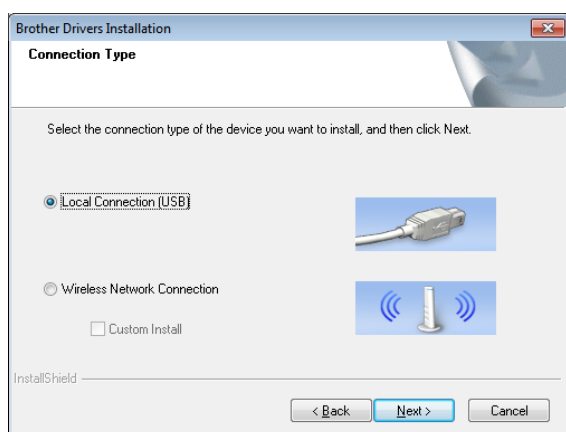 Brother Drivers Installation
Connection Type
Select the connection type of the device you want to install, and then click Next.
Local Connection (USB)
Wireless Network Connection
Custom Install
InstallShield
< Back Next > Cancel